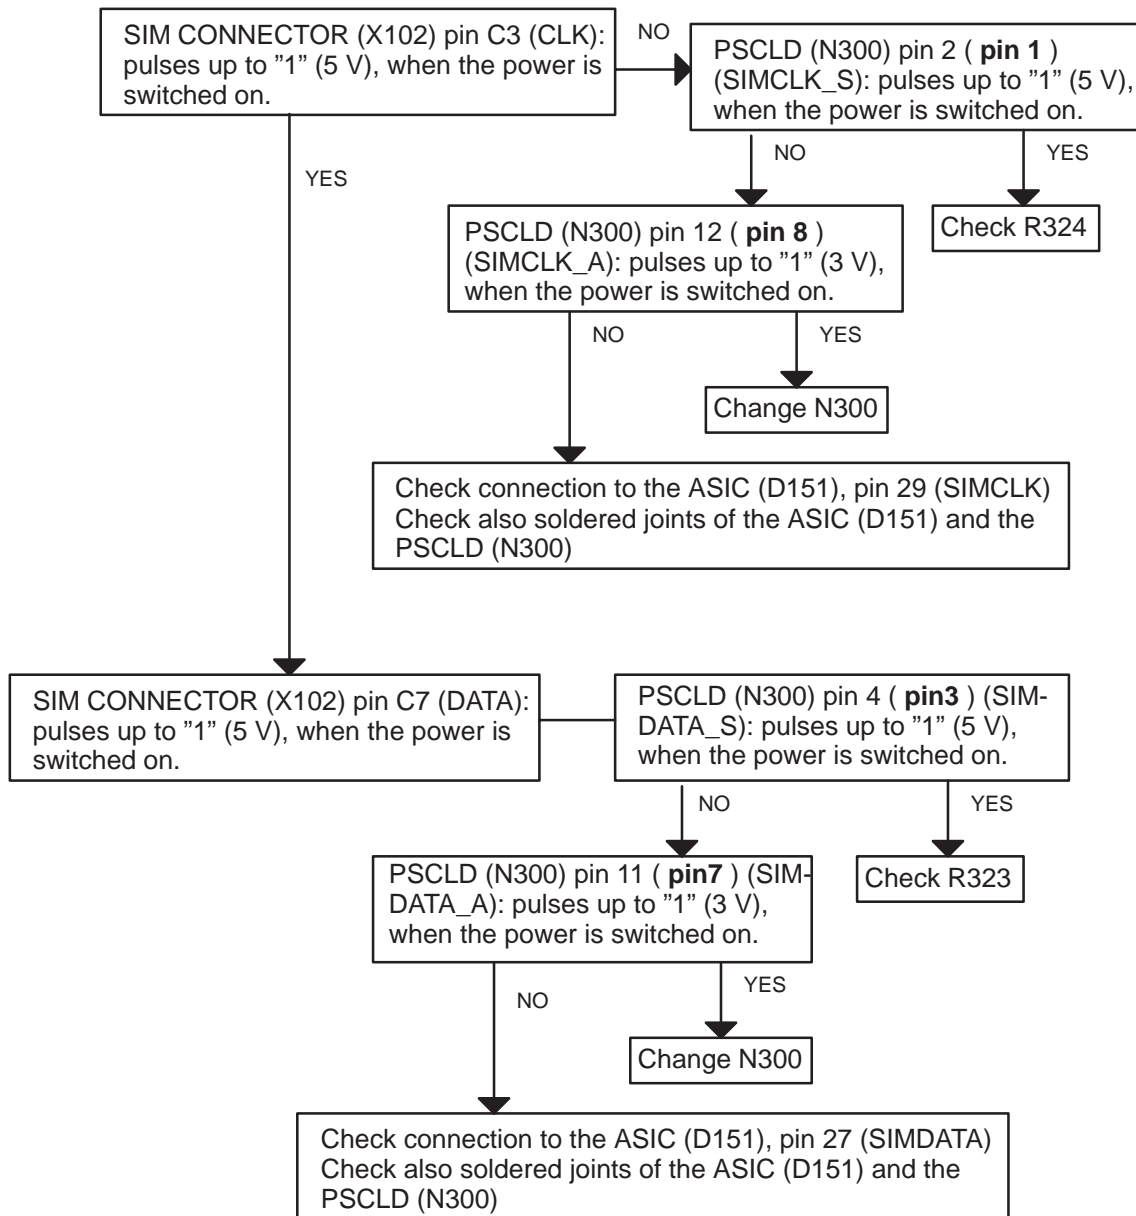 SIM CONNECTOR (X102) pin C3 (CLK):
pulses up to ”1” (5 V), when the power is
switched on.
NO
PSCLD (N300) pin 2 ( pin 1 )
(SIMCLK_S): pulses up to ”1” (5 V),
when the power is switched on.
YES
NO
YES
PSCLD (N300) pin 12 ( pin 8 )
(SIMCLK_A): pulses up to ”1” (3 V),
when the power is switched on.
Check R324
NO
YES
Change N300
Check connection to the ASIC (D151), pin 29 (SIMCLK)
Check also soldered joints of the ASIC (D151) and the
PSCLD (N300)
SIM CONNECTOR (X102) pin C7 (DATA):
pulses up to ”1” (5 V), when the power is
switched on.
PSCLD (N300) pin 4 ( pin3 ) (SIM-
DATA_S): pulses up to ”1” (5 V),
when the power is switched on.
NO
YES
PSCLD (N300) pin 11 ( pin7 ) (SIM-
DATA_A): pulses up to ”1” (3 V),
when the power is switched on.
Check R323
NO
YES
Change N300
Check connection to the ASIC (D151), pin 27 (SIMDATA)
Check also soldered joints of the ASIC (D151) and the
PSCLD (N300)